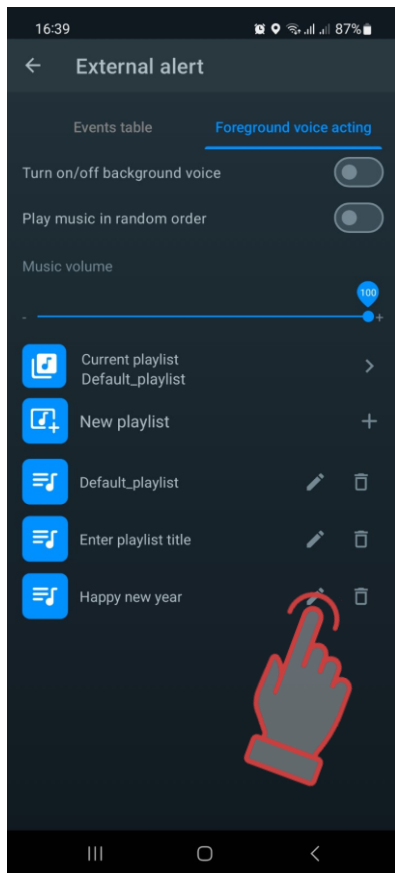 16:39
87%
External alert
Events table
Foreground voice acting
Turn on/off background voice
Play music in random order
Music volume
100
- +
Current playlist
Default_playlist
New playlist
Default_playlist
Enter playlist title
Happy new year